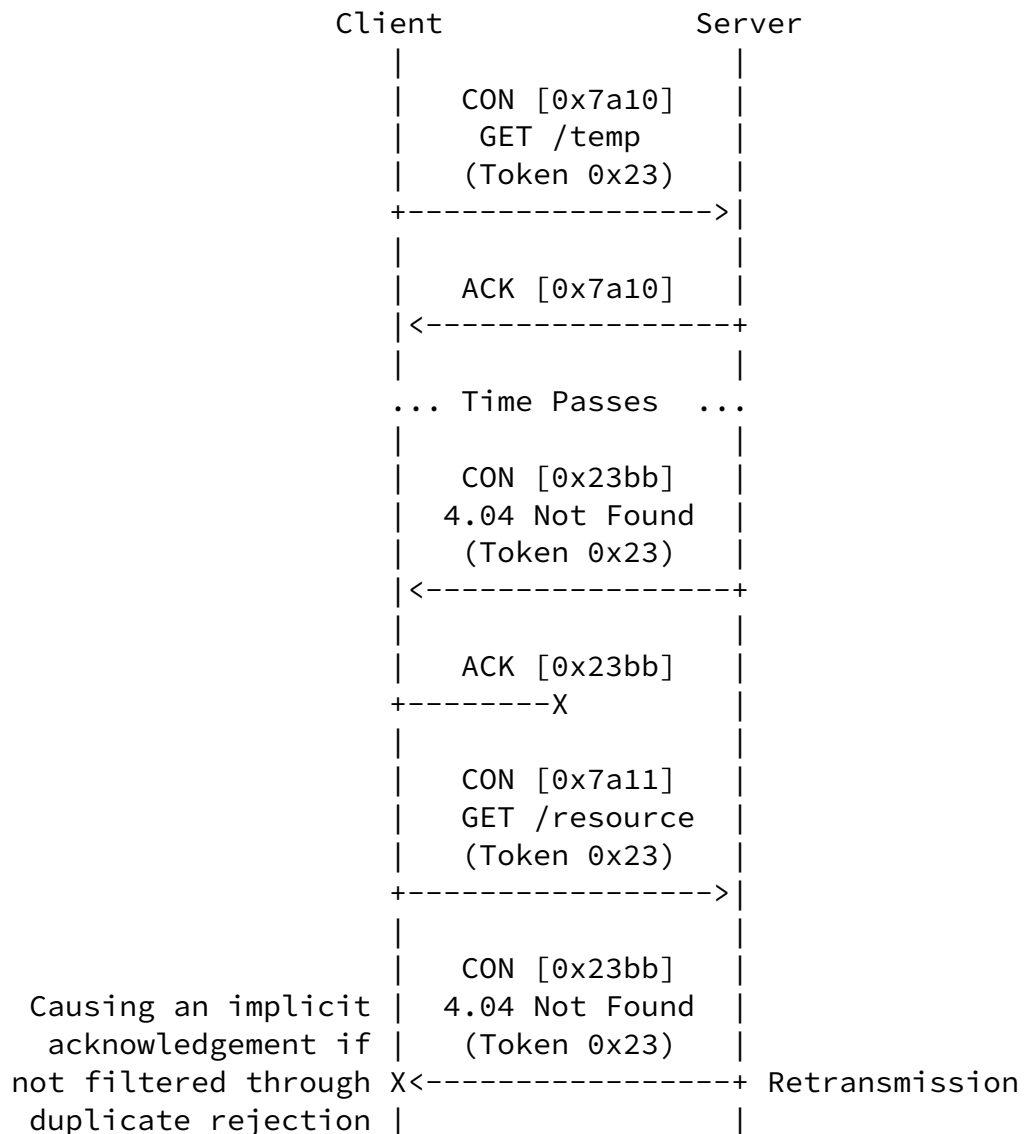 Client Server
CON [0x7a10]
GET /temp
(Token 0x23)
ACK [0x7a10]
... Time Passes ...
CON [0x23bb]
4.04 Not Found
(Token 0x23)
ACK [0x23bb]
X
CON [0x7a11]
GET /resource
(Token 0x23)
CON [0x23bb]
Causing an implicit 4.04 Not Found
acknowledgement if (Token 0x23)
not filtered through X Retransmission
duplicate rejection